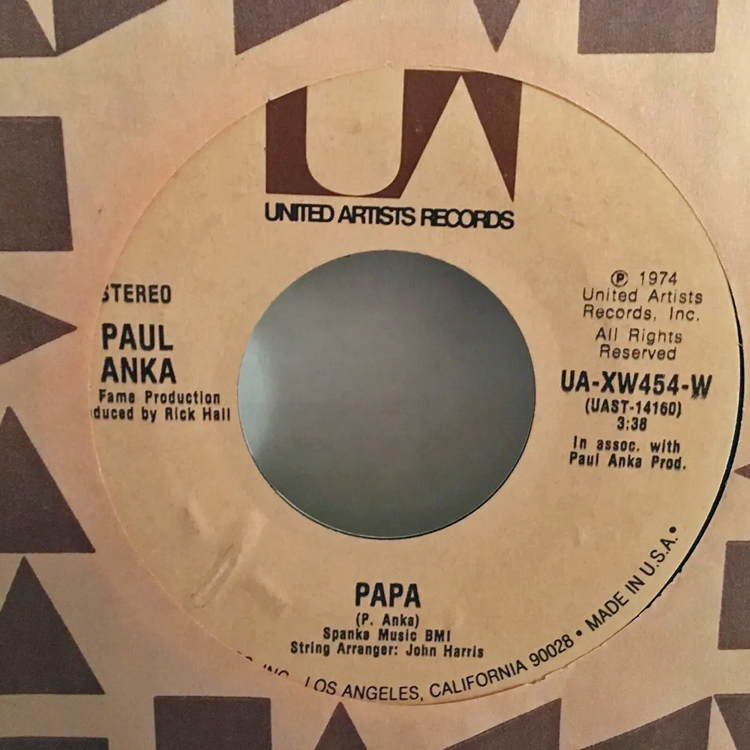 UA
UNITED ARTISTS RECORDS
STEREO
PAUL
ANKA
Fame Production
duced by Rick Hall
℗ 1974
United Artists
Records, Inc.
All Rights
Reserved
UA-XW454-W
(UAST-14160)
3:38
In assoc. with
Paul Anka Prod.
PAPA
(P. Anka)
Spanka Music BMI
String Arranger: John Harris
INC. LOS ANGELES, CALIFORNIA 90028 • MADE IN U.S.A. •